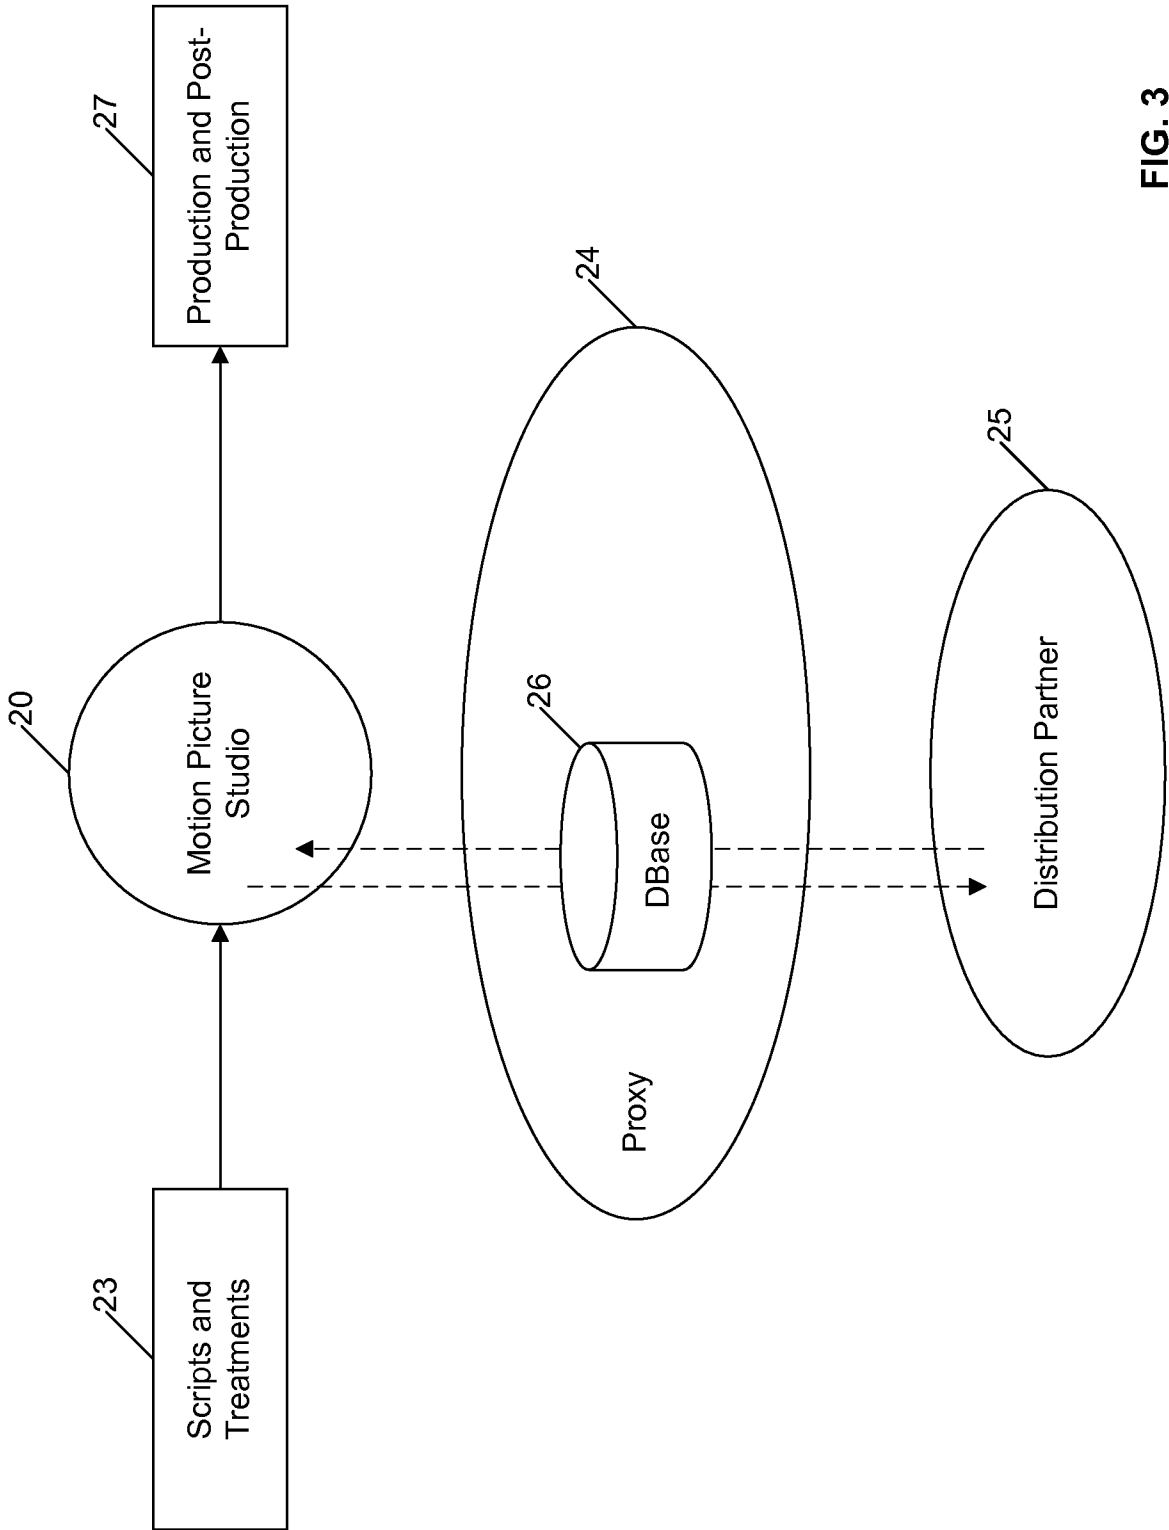 20
23
Scripts and
Treatments
Motion Picture
Studio
27
Production and Post-
Production
26
DBase
Proxy
24
25
Distribution Partner
FIG. 3